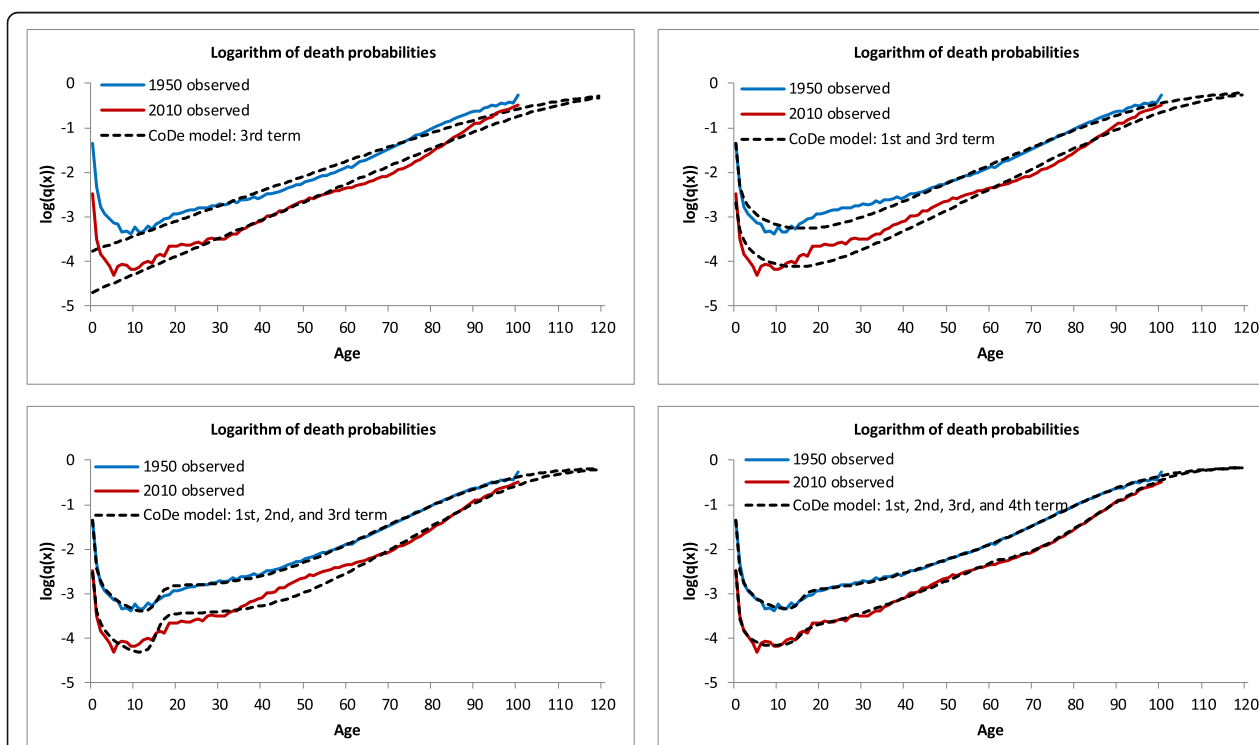 Logarithm of death probabilities
0
-1
-2
-3
-4
-5
log(q(x))
1950 observed
2010 observed
CoDe model: 3rd term
0 10 20 30 40 50 60 70 80 90 100 110 120
Age
Logarithm of death probabilities
0
-1
-2
-3
-4
-5
log(q(x))
1950 observed
2010 observed
CoDe model: 1st and 3rd term
0 10 20 30 40 50 60 70 80 90 100 110 120
Age
Logarithm of death probabilities
0
-1
-2
-3
-4
-5
log(q(x))
1950 observed
2010 observed
CoDe model: 1st, 2nd, and 3rd term
0 10 20 30 40 50 60 70 80 90 100 110 120
Age
Logarithm of death probabilities
0
-1
-2
-3
-4
-5
log(q(x))
1950 observed
2010 observed
CoDe model: 1st, 2nd, 3rd, and 4th term
0 10 20 30 40 50 60 70 80 90 100 110 120
Age